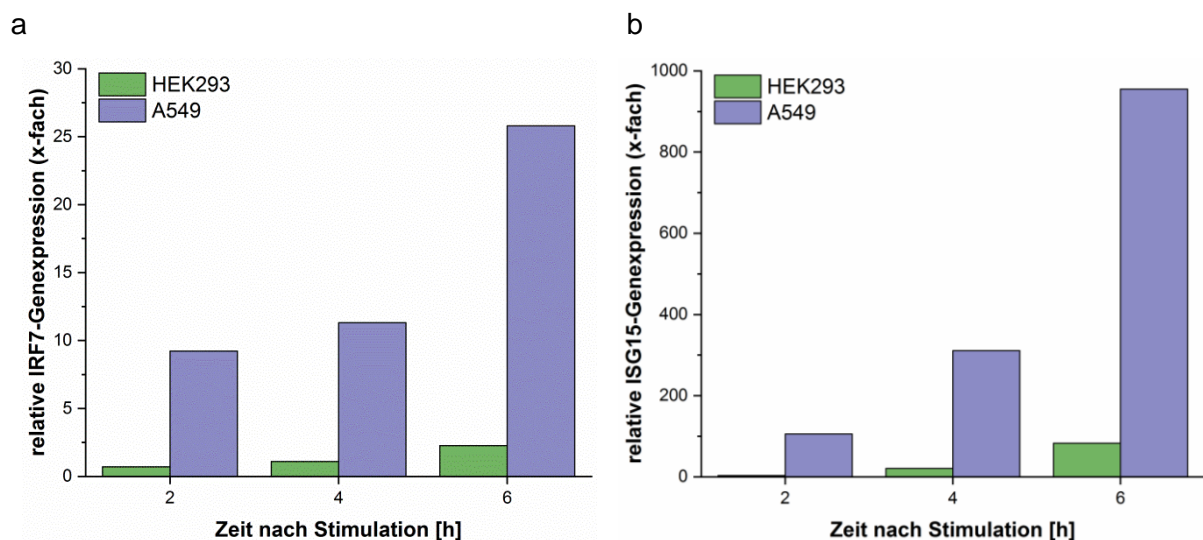 a
relative IRF7-Genexpression (x-fach)
30
25
20
15
10
5
0
HEK293
A549
2
4
6
Zeit nach Stimulation [h]
b
relative ISG15-Genexpression (x-fach)
1000
800
600
400
200
0
HEK293
A549
2
4
6
Zeit nach Stimulation [h]